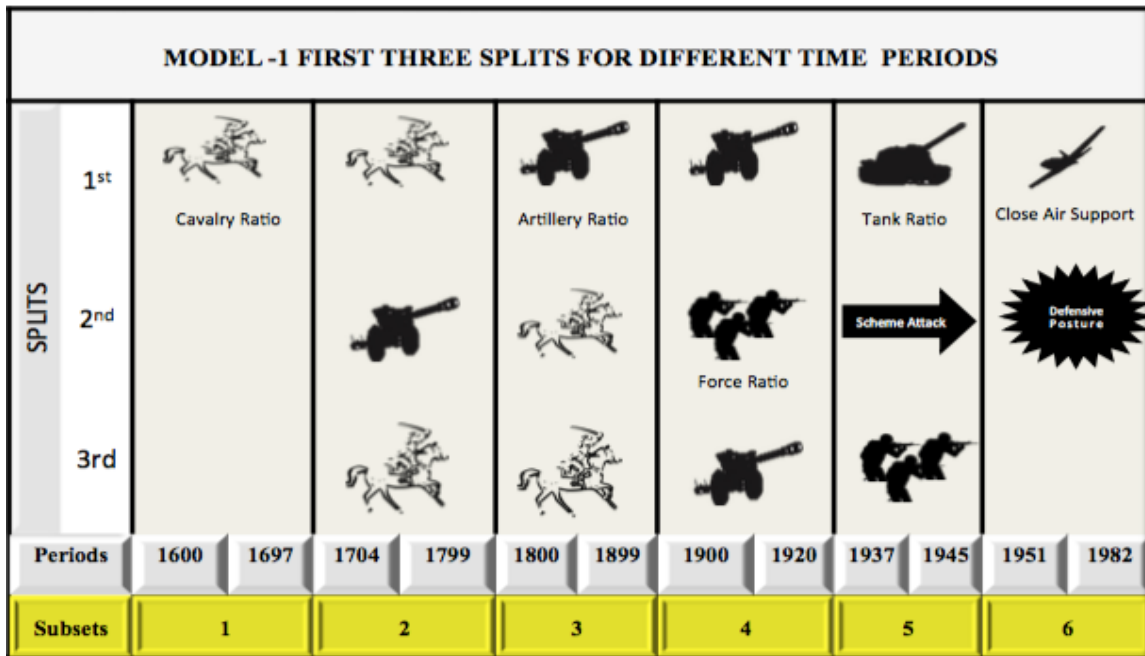 MODEL -1 FIRST THREE SPLITS FOR DIFFERENT TIME PERIODS
SPLITS
1st
Cavalry Ratio
Artillery Ratio
Tank Ratio
Close Air Support
2nd
Scheme Attack
Defensive
Posture
Force Ratio
3rd
Periods 1600 1697 1704 1799 1800 1899 1900 1920 1937 1945 1951 1982
Subsets 1 2 3 4 5 6